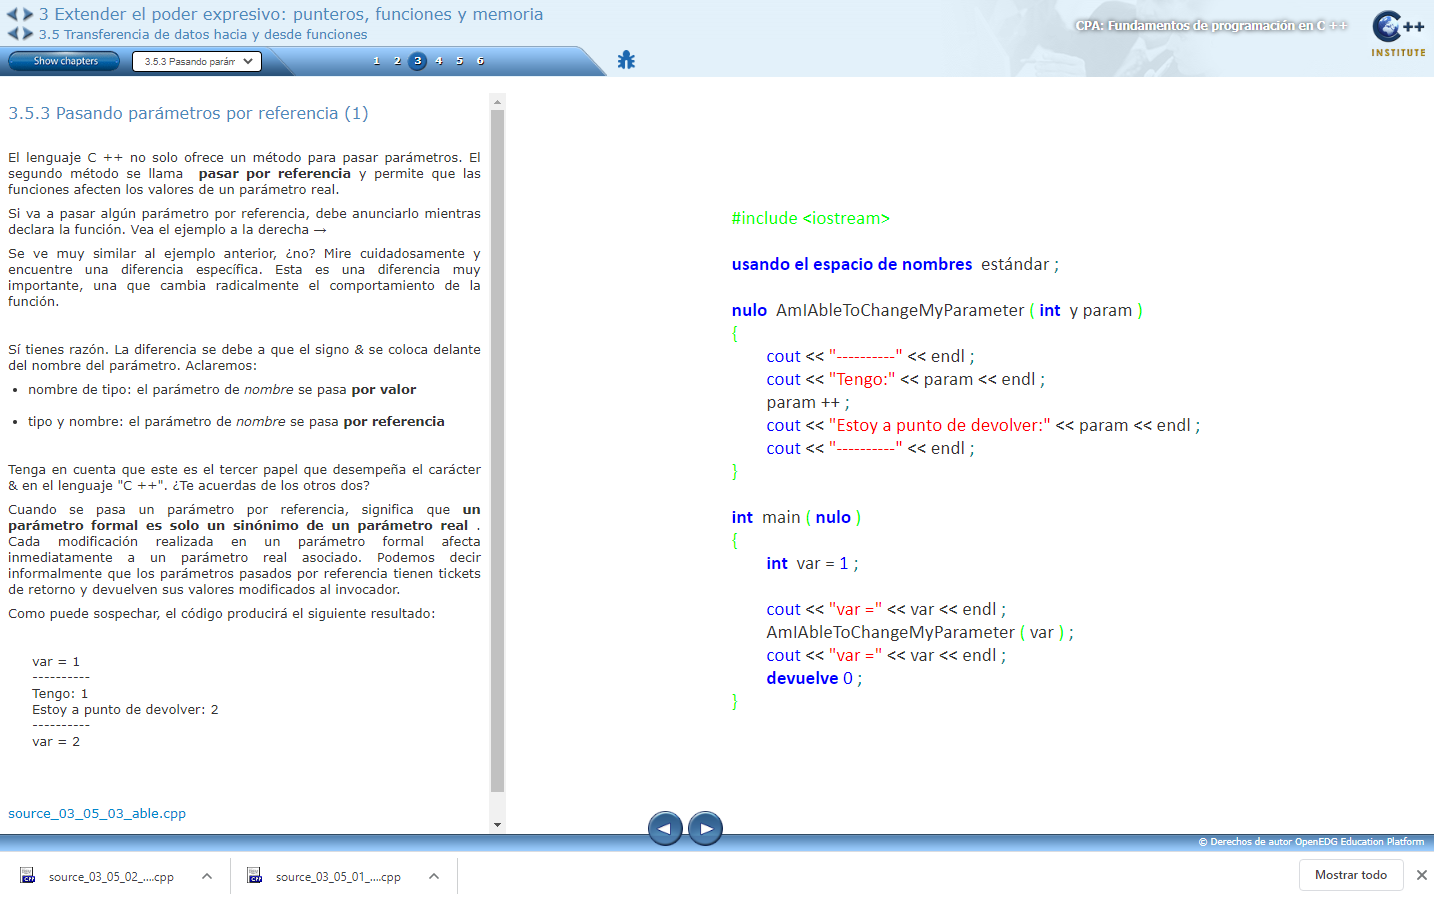 3 Extender el poder expresivo: punteros, funciones y memoria
3.5 Transferencia de datos hacia y desde funciones
CPA: Fundamentos de programación en C ++
C++
INSTITUTE
Show chapters
3.5.3 Pasando parám
1 2 3 4 5 6
3.5.3 Pasando parámetros por referencia (1)
El lenguaje C ++ no solo ofrece un método para pasar parámetros. El
segundo método se llama pasar por referencia y permite que las
funciones afecten los valores de un parámetro real.
Si va a pasar algún parámetro por referencia, debe anunciarlo mientras
declara la función. Vea el ejemplo a la derecha →
Se ve muy similar al ejemplo anterior, ¿no? Mire cuidadosamente y
encuentre una diferencia específica. Esta es una diferencia muy
importante, una que cambia radicalmente el comportamiento de la
función.
Sí tienes razón. La diferencia se debe a que el signo & se coloca delante
del nombre del parámetro. Aclaremos:
• nombre de tipo: el parámetro de nombre se pasa por valor
• tipo y nombre: el parámetro de nombre se pasa por referencia
Tenga en cuenta que este es el tercer papel que desempeña el carácter
& en el lenguaje "C ++". ¿Te acuerdas de los otros dos?
Cuando se pasa un parámetro por referencia, significa que un
parámetro formal es solo un sinónimo de un parámetro real .
Cada modificación realizada en un parámetro formal afecta
inmediatamente a un parámetro real asociado. Podemos decir
informalmente que los parámetros pasados por referencia tienen tickets
de retorno y devuelven sus valores modificados al invocador.
Como puede sospechar, el código producirá el siguiente resultado:
var = 1
----------
Tengo: 1
Estoy a punto de devolver: 2
----------
var = 2
source_03_05_03_able.cpp
#include <iostream>
usando el espacio de nombres estándar ;
nulo AmIAbleToChangeMyParameter ( int y param )
{
cout << "----------" << endl ;
cout << "Tengo:" << param << endl ;
param ++ ;
cout << "Estoy a punto de devolver:" << param << endl ;
cout << "----------" << endl ;
}
int main ( nulo )
{
int var = 1 ;
cout << "var =" << var << endl ;
AmIAbleToChangeMyParameter ( var ) ;
cout << "var =" << var << endl ;
devuelve 0 ;
}
© Derechos de autor OpenEDG Education Platform
source_03_05_02_....cpp
source_03_05_01_....cpp
Mostrar todo